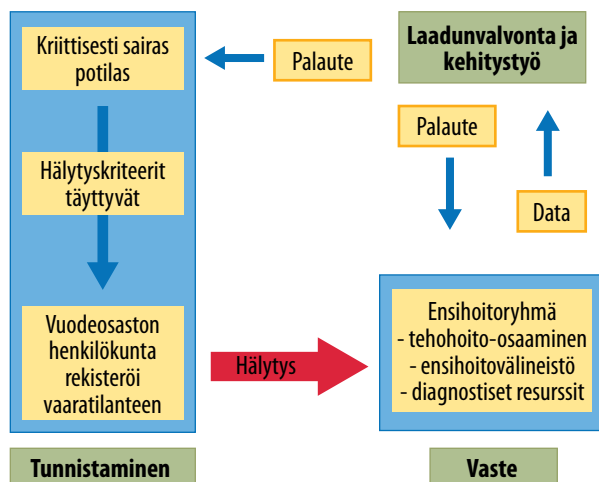 Kriittisesti sairas
potilas
Hälytyskriteerit
täyttyvät
Vuodeosaston
henkilökunta
rekisteröi
vaaratilanteen
Tunnistaminen
Palaute
Laadunvalvonta ja
kehitystyö
Palaute
Data
Hälytys
Ensihoitoryhmä
- tehohoito-osaaminen
- ensihoitovälineistö
- diagnostiset resurssit
Vaste